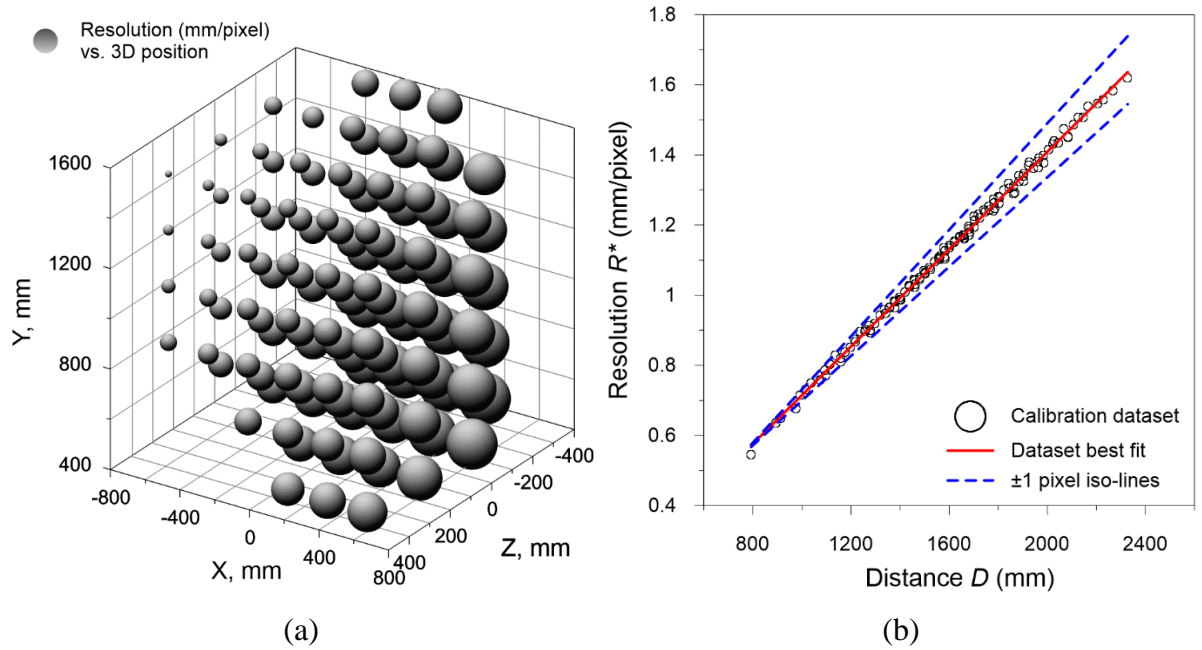 Resolution (mm/pixel)
vs. 3D position
1600
1200
800
400
Y, mm
-800
-400
0
400
800
X, mm
400
200
0
-200
-400
Z, mm
(a)
1.8
1.6
1.4
1.2
1
0.8
0.6
0.4
Resolution R* (mm/pixel)
Calibration dataset
Dataset best fit
±1 pixel iso-lines
800
1200
1600
2000
2400
Distance D (mm)
(b)